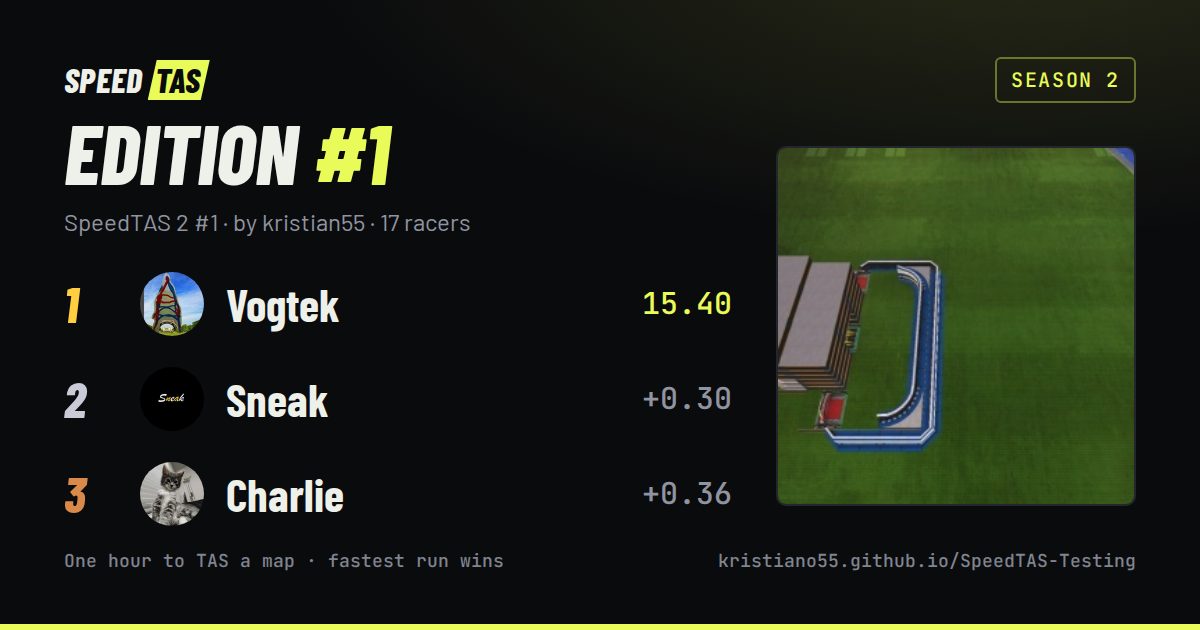 SPEED TAS
SEASON 2
EDITION #1
SpeedTAS 2 #1 · by kristian55 · 17 racers
1 Vogtek 15.40
2 Sneak Sneak +0.30
3 Charlie +0.36
One hour to TAS a map · fastest run wins
kristiano55.github.io/SpeedTAS-Testing